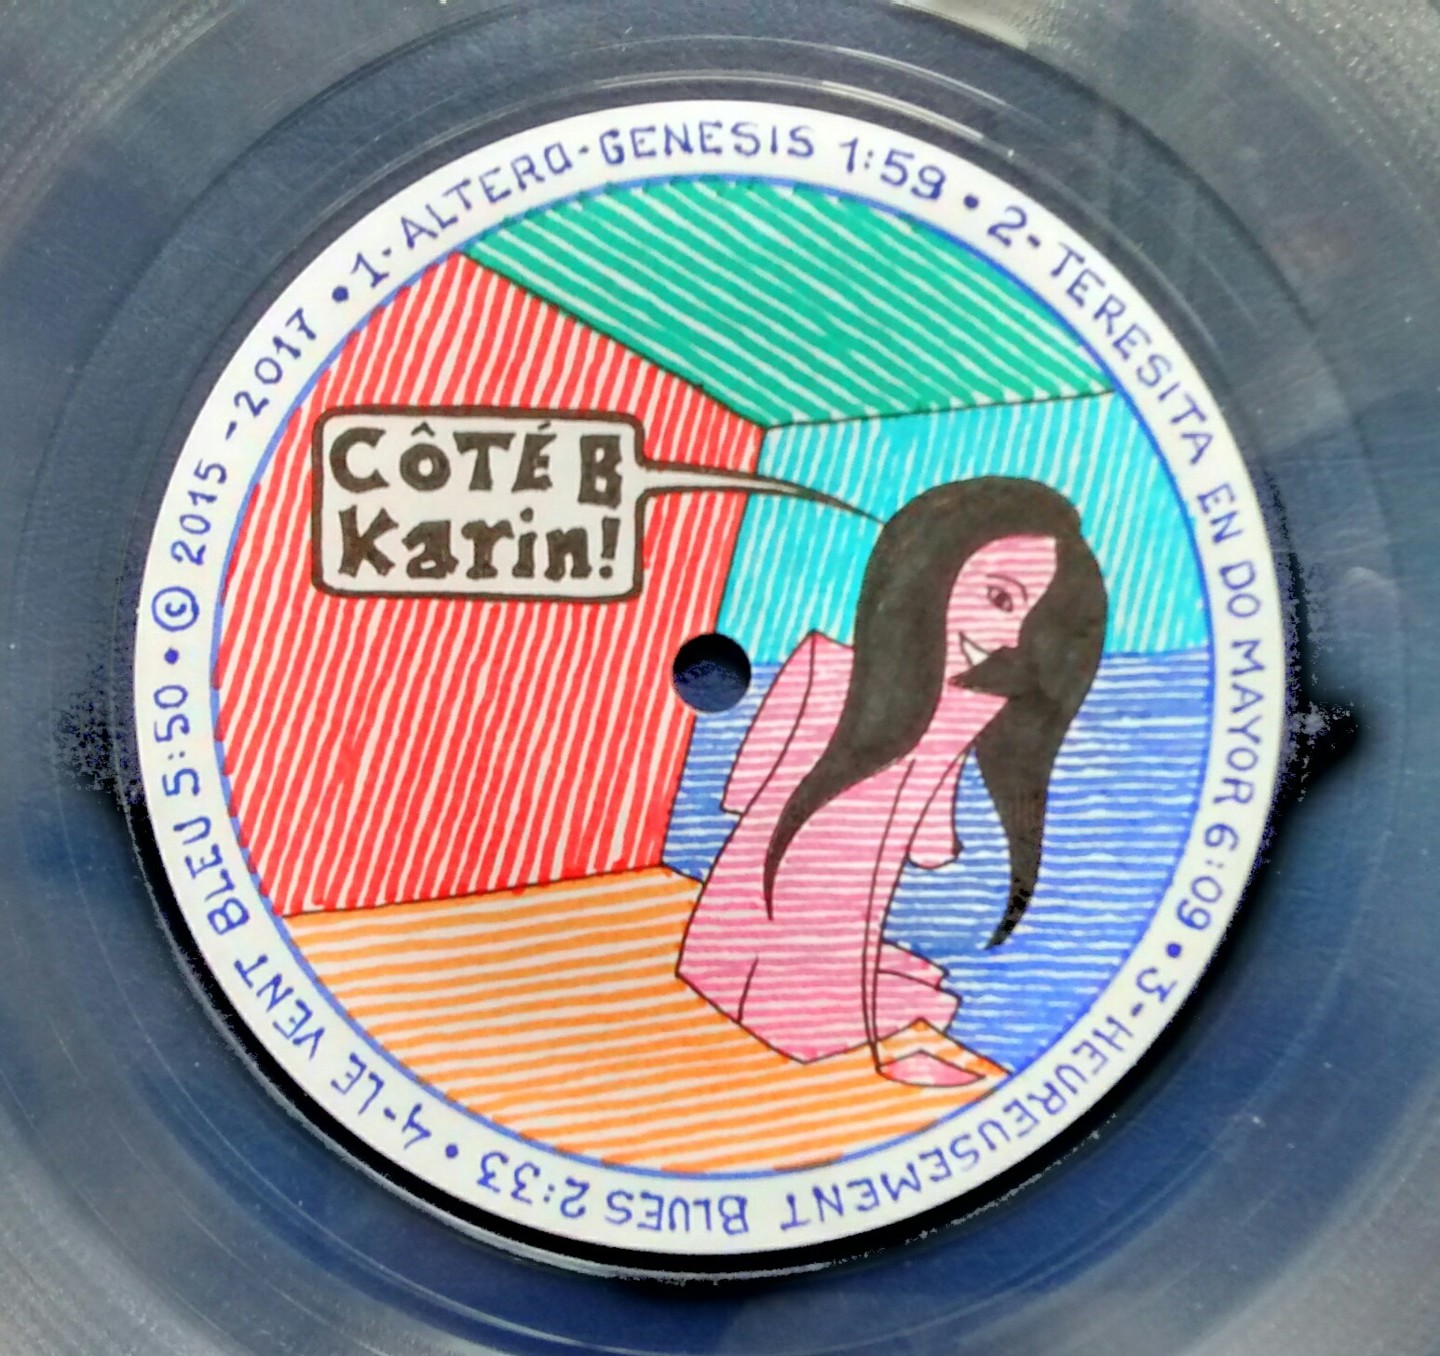 1-ALTERA-GENESIS 1:59 • 2-TERESITA EN DO MAYOR 6:09 • 3-HEUREUSEMENT BLUES 2:33 • 4-LE VENT BLEU 5:50 • © 2015-2017 •
CÔTÉ B
Karin!